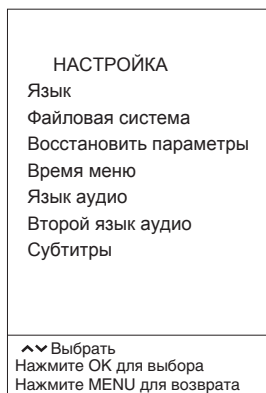 НАСТРОЙКА
Язык
Файловая система
Восстановить параметры
Время меню
Язык аудио
Второй язык аудио
Субтитры
Выбрать
Нажмите OK для выбора
Нажмите MENU для возврата